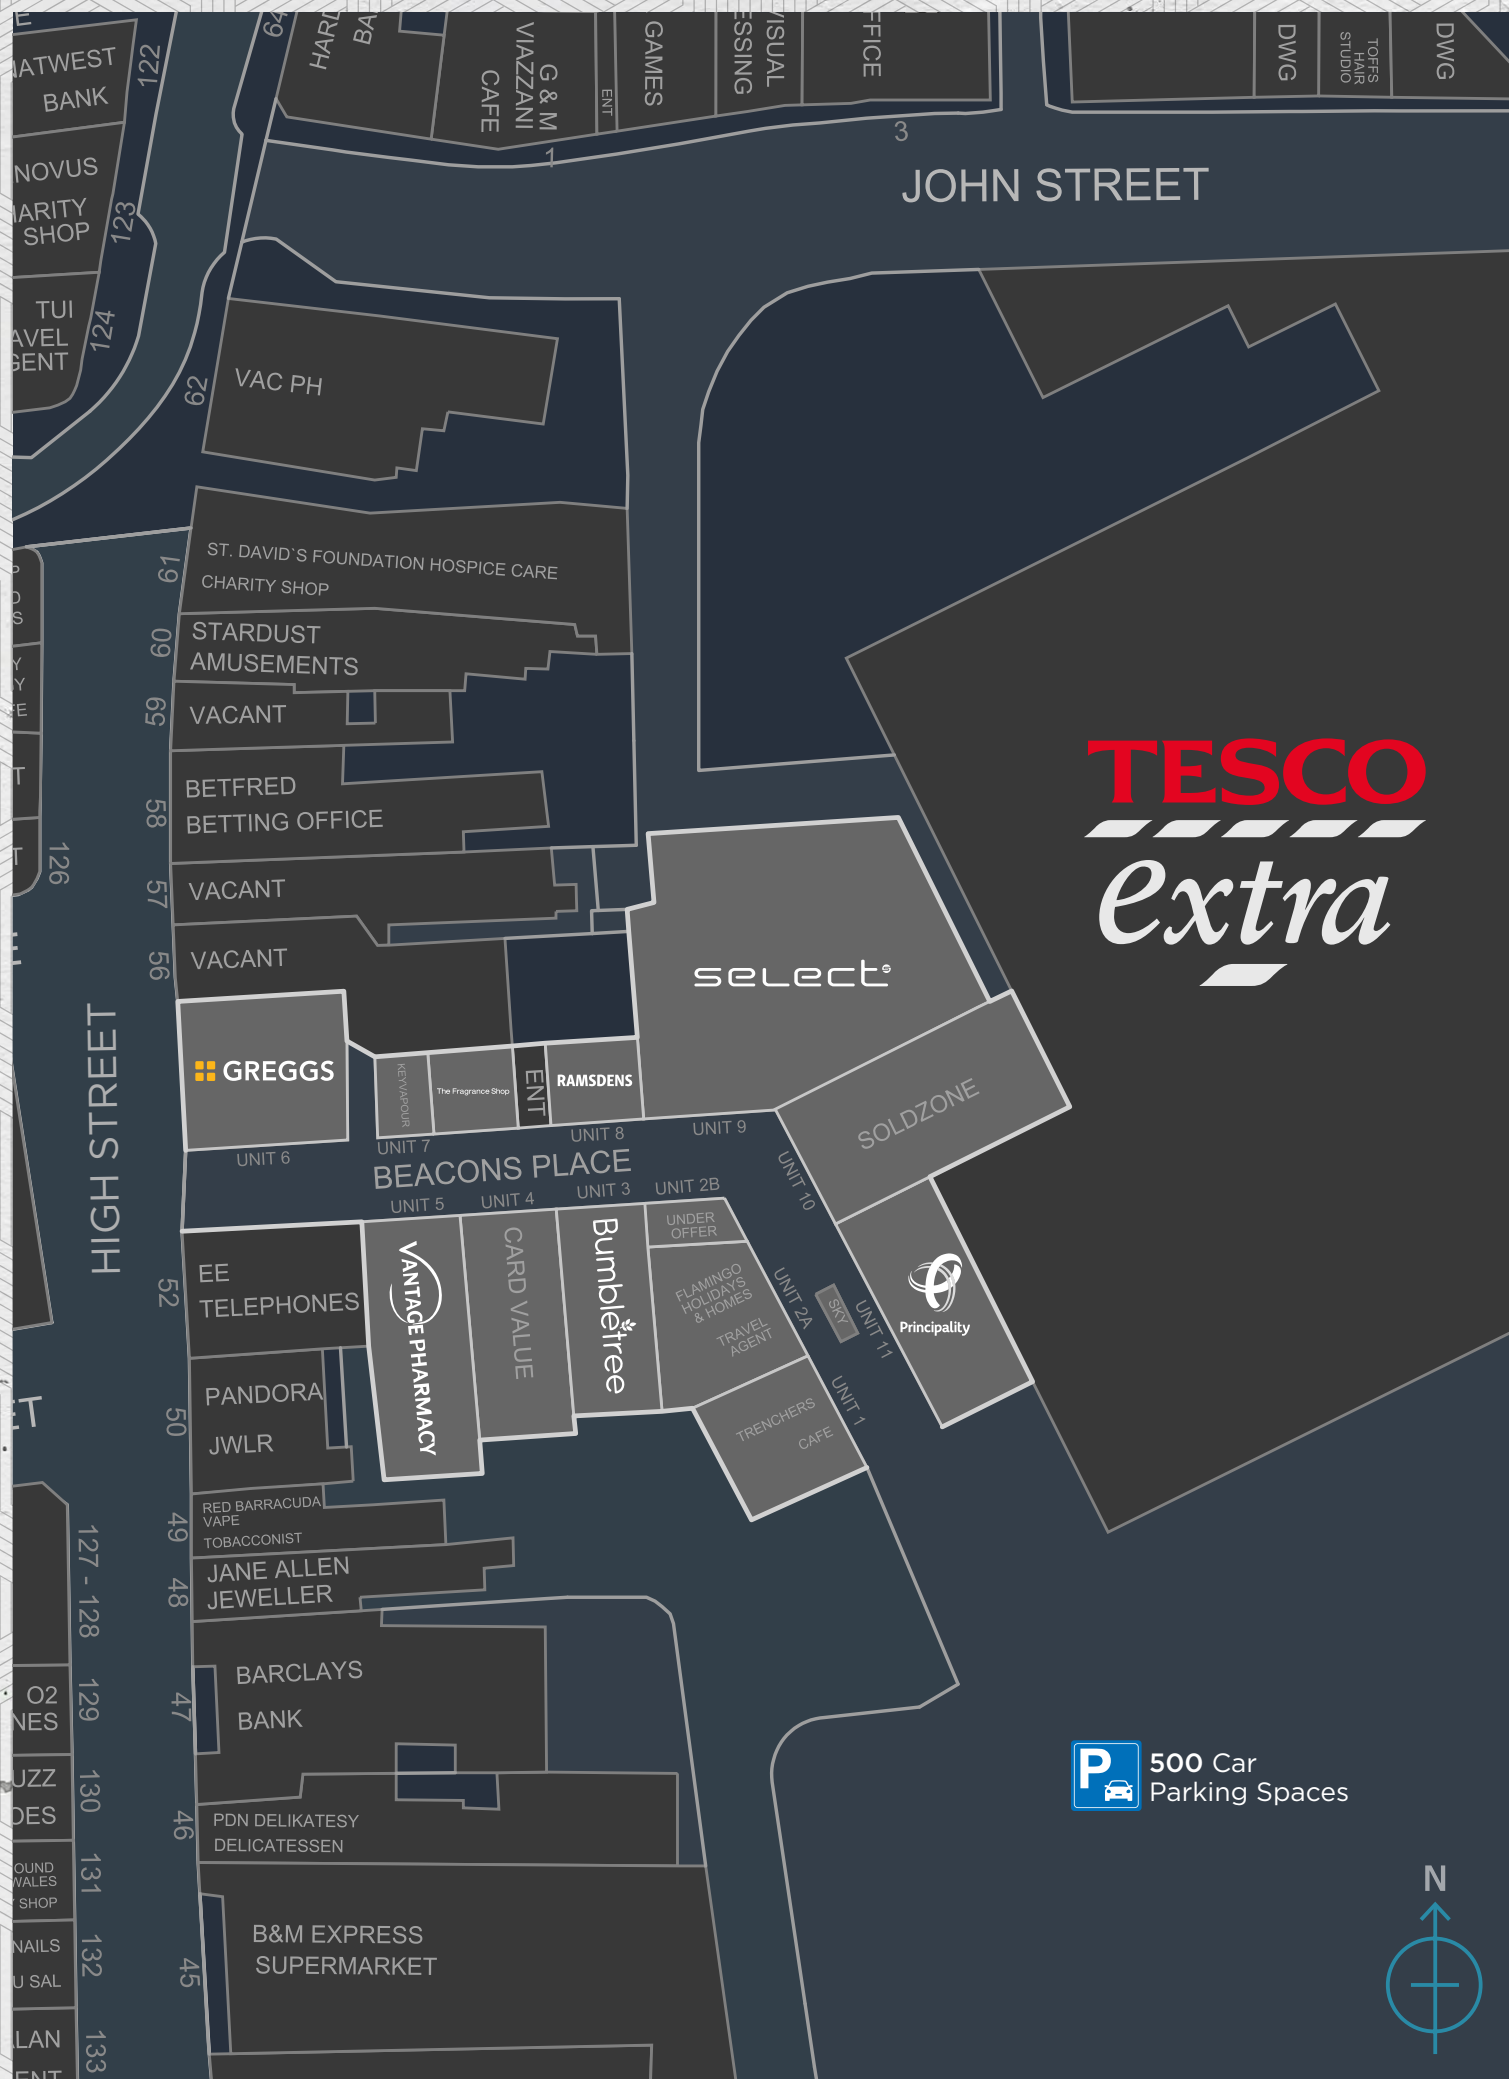 NATWEST
BANK
122
NOVUS
SHOP
123
TUI
124
64
G & M
VIAZZANI
CAFE
ENT
GAMES
1
3
DWG
TOFFS
HAIR
STUDIO
DWG
JOHN STREET
VAC PH
62
ST. DAVID`S FOUNDATION HOSPICE CARE
CHARITY SHOP
61
STARDUST
AMUSEMENTS
60
VACANT
59
BETFRED
BETTING OFFICE
58
VACANT
57
VACANT
56
126
TESCO
extra
select
SOLDZONE
GREGGS
KEYVAPOUR
The Fragrance Shop
ENT
RAMSDENS
UNIT 6
UNIT 7
UNIT 8
UNIT 9
UNIT 10
BEACONS PLACE
UNIT 5
UNIT 4
UNIT 3
UNIT 2B
HIGH STREET
EE
TELEPHONES
52
VANTAGE PHARMACY
CARD VALUE
Bumbletree
UNDER
OFFER
FLAMINGO
HOLIDAYS
& HOMES
TRAVEL
AGENT
UNIT 2A
SKY
UNIT 11
Principality
UNIT 1
TRENCHERS
CAFE
PANDORA
JWLR
50
RED BARRACUDA
VAPE
TOBACCONIST
49
JANE ALLEN
JEWELLER
48
127 - 128
BARCLAYS
BANK
47
O2
129
130
PDN DELIKATESY
DELICATESSEN
46
SHOP
131
NAILS
132
B&M EXPRESS
SUPERMARKET
45
133
P
500 Car
Parking Spaces
N